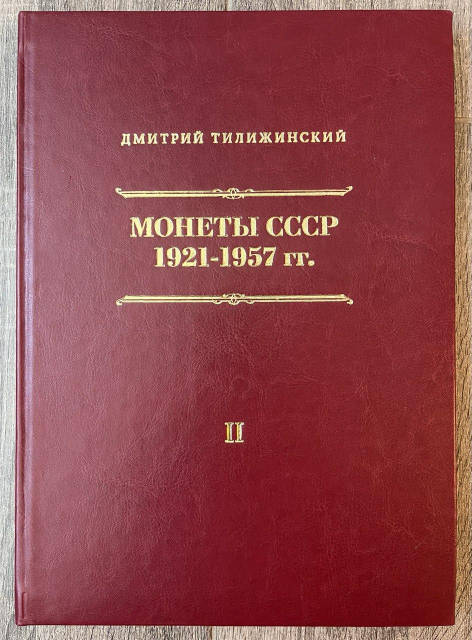 ДМИТРИЙ ТИЛИЖИНСКИЙ
МОНЕТЫ СССР
1921-1957 гг.
II